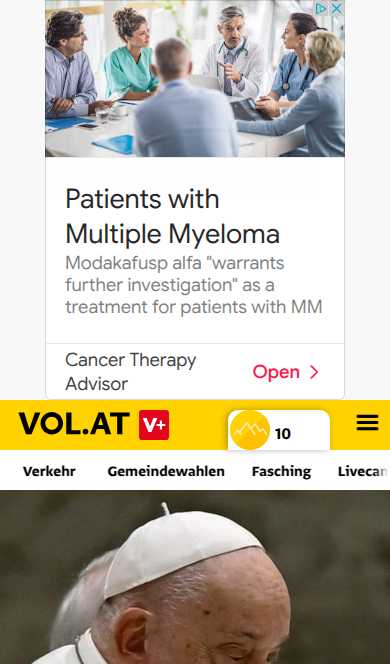 Patients with
Multiple Myeloma
Modakafusp alfa "warrants
further investigation" as a
treatment for patients with MM
Cancer Therapy
Advisor
Open
VOL.AT V+
10
Verkehr Gemeindewahlen Fasching Livecan